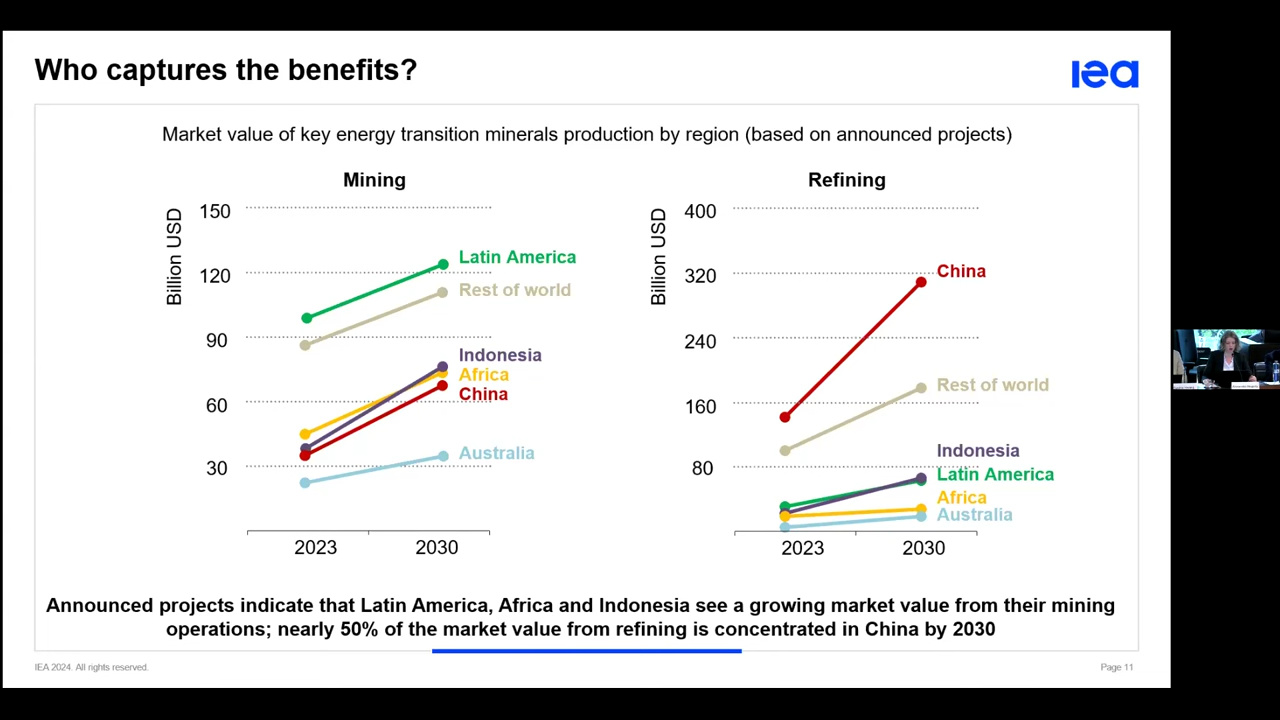 Who captures the benefits?
iea
Market value of key energy transition minerals production by region (based on announced projects)
Mining
Billion USD
150
120
90
60
30
Latin America
Rest of world
Indonesia
Africa
China
Australia
2023
2030
Refining
Billion USD
400
320
240
160
80
China
Rest of world
Indonesia
Latin America
Africa
Australia
2023
2030
Announced projects indicate that Latin America, Africa and Indonesia see a growing market value from their mining
operations; nearly 50% of the market value from refining is concentrated in China by 2030
IEA 2024. All rights reserved.
Page 11